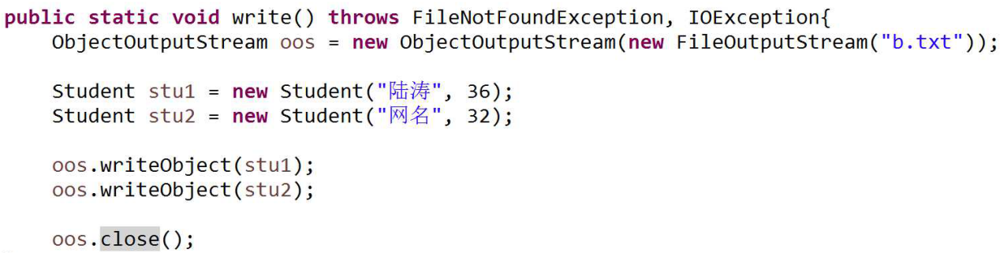 public static void write() throws FileNotFoundException, IOException{
ObjectOutputStream oos = new ObjectOutputStream(new FileOutputStream("b.txt"));
Student stu1 = new Student("陆涛", 36);
Student stu2 = new Student("网名", 32);
oos.writeObject(stu1);
oos.writeObject(stu2);
oos.close();